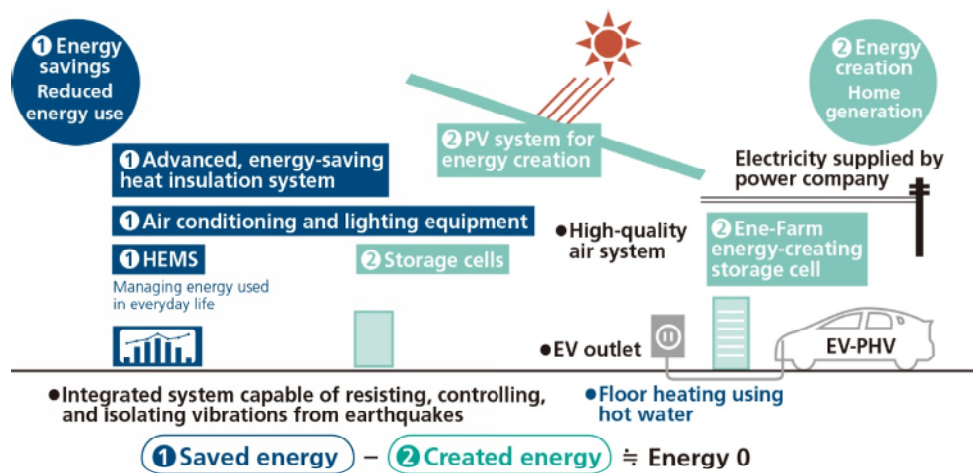 ❶ Energy
savings
Reduced
energy use
❷ Energy
creation
Home
generation
❷ PV system for
energy creation
❶ Advanced, energy-saving
heat insulation system
Electricity supplied by
power company
❶ Air conditioning and lighting equipment
●High-quality
air system
❷ Ene-Farm
energy-creating
storage cell
❶ HEMS
Managing energy used
in everyday life
❷ Storage cells
●EV outlet
EV-PHV
●Integrated system capable of resisting, controlling,
and isolating vibrations from earthquakes
●Floor heating using
hot water
❶ Saved energy – ❷ Created energy ≒ Energy 0